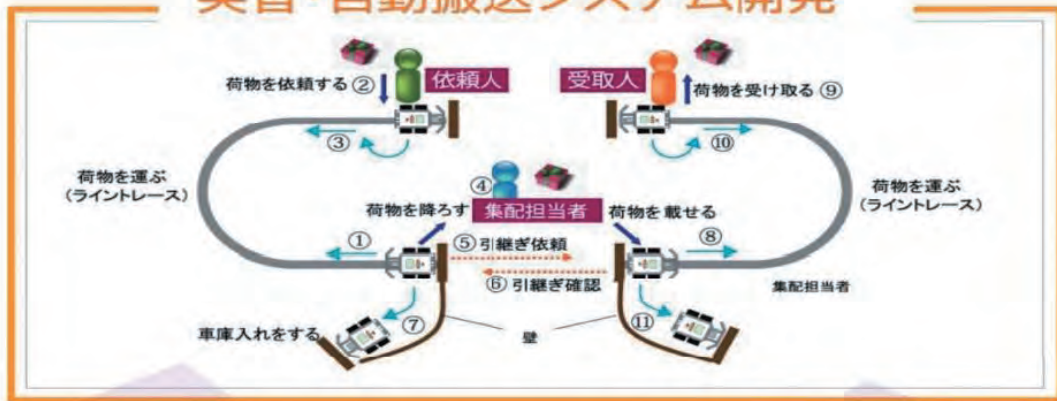 自動搬送システム開発
荷物を依頼する ②
依頼人
受取人
荷物を受け取る ⑨
③
⑩
荷物を運ぶ
(ライントレース)
④
荷物を降ろす
集配担当者
荷物を載せる
荷物を運ぶ
(ライントレース)
①
⑤ 引継ぎ依頼
⑧
⑥ 引継ぎ確認
集配担当者
車庫入れをする
⑦
壁
⑪